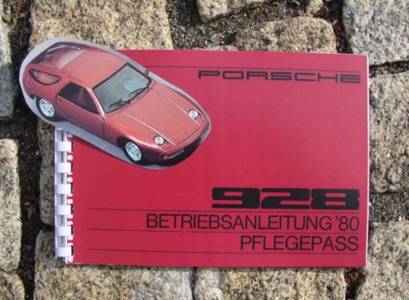 PORSCHE
928
BETRIEBSANLEITUNG '80
PFLEGEPASS